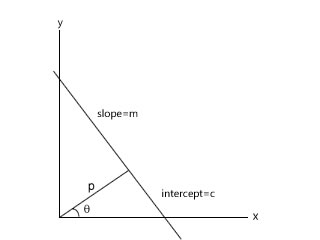 y
slope=m
p
intercept=c
θ
x